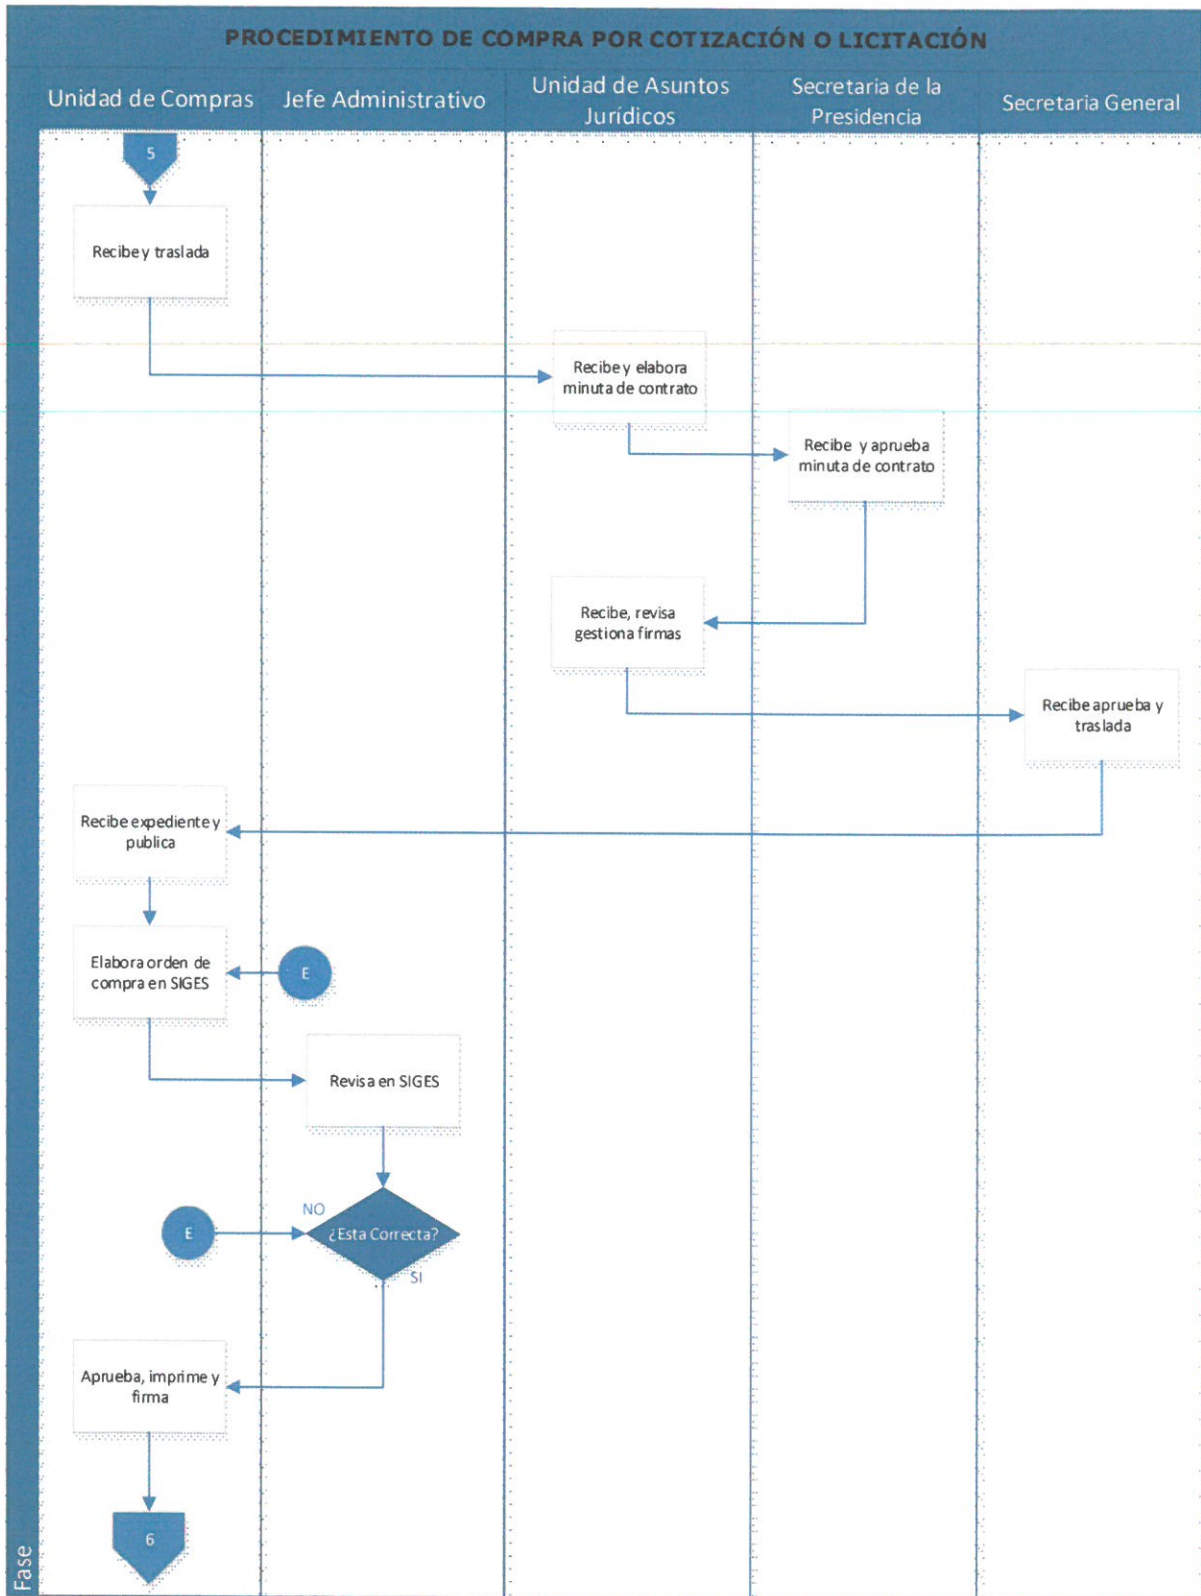 PROCEDIMIENTO DE COMPRA POR COTIZACIÓN O LICITACIÓN
Unidad de Compras
Jefe Administrativo
Unidad de Asuntos
Jurídicos
Secretaria de la
Presidencia
Secretaria General
5
Recibe y traslada
Recibe y elabora
minuta de contrato
Recibe y aprueba
minuta de contrato
Recibe, revisa
gestiona firmas
Recibe aprueba y
traslada
Recibe expediente y
publica
Elabora orden de
compra en SIGES
E
Revisa en SIGES
E
NO
¿Esta Correcta?
SI
Aprueba, imprime y
firma
6
Fase